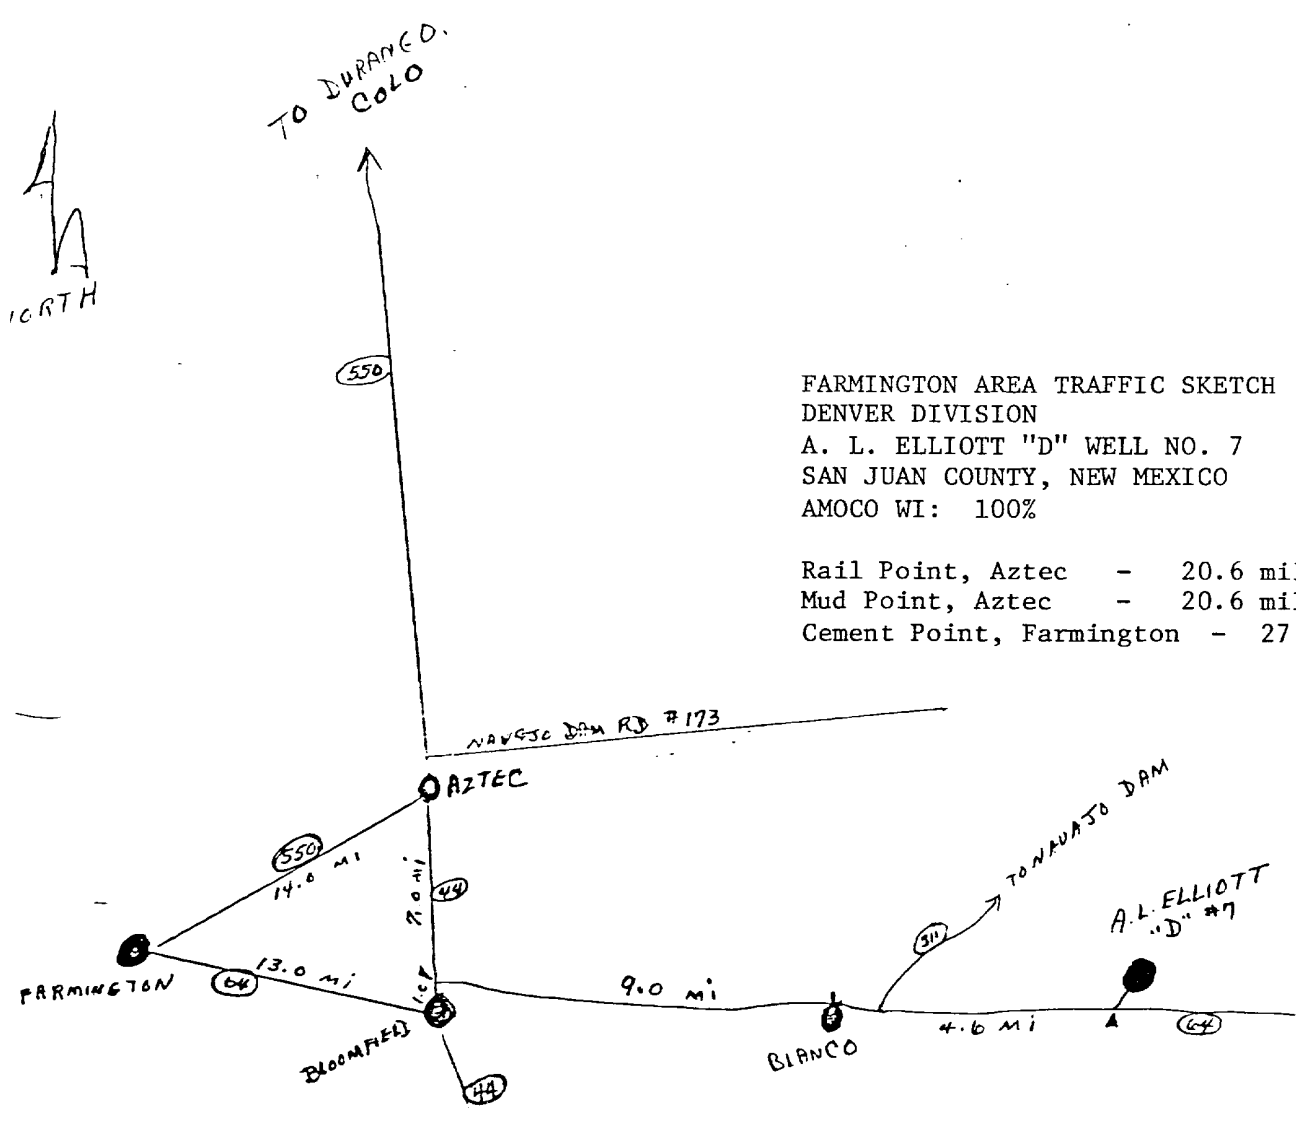 TO DURANGO.
COLO
NORTH
550
FARMINGTON AREA TRAFFIC SKETCH
DENVER DIVISION
A. L. ELLIOTT "D" WELL NO. 7
SAN JUAN COUNTY, NEW MEXICO
AMOCO WI: 100%
Rail Point, Aztec - 20.6 mil
Mud Point, Aztec - 20.6 mil
Cement Point, Farmington - 27
NAVAJO DAM RD #173
AZTEC
TO NAVAJO DAM
550
14.0 mi
mi
44
A.L. ELLIOTT
"D" #7
511
FARMINGTON
64
13.0 mi
9.0 mi
BLOOMFIELD
BLANCO
4.6 mi
64
44